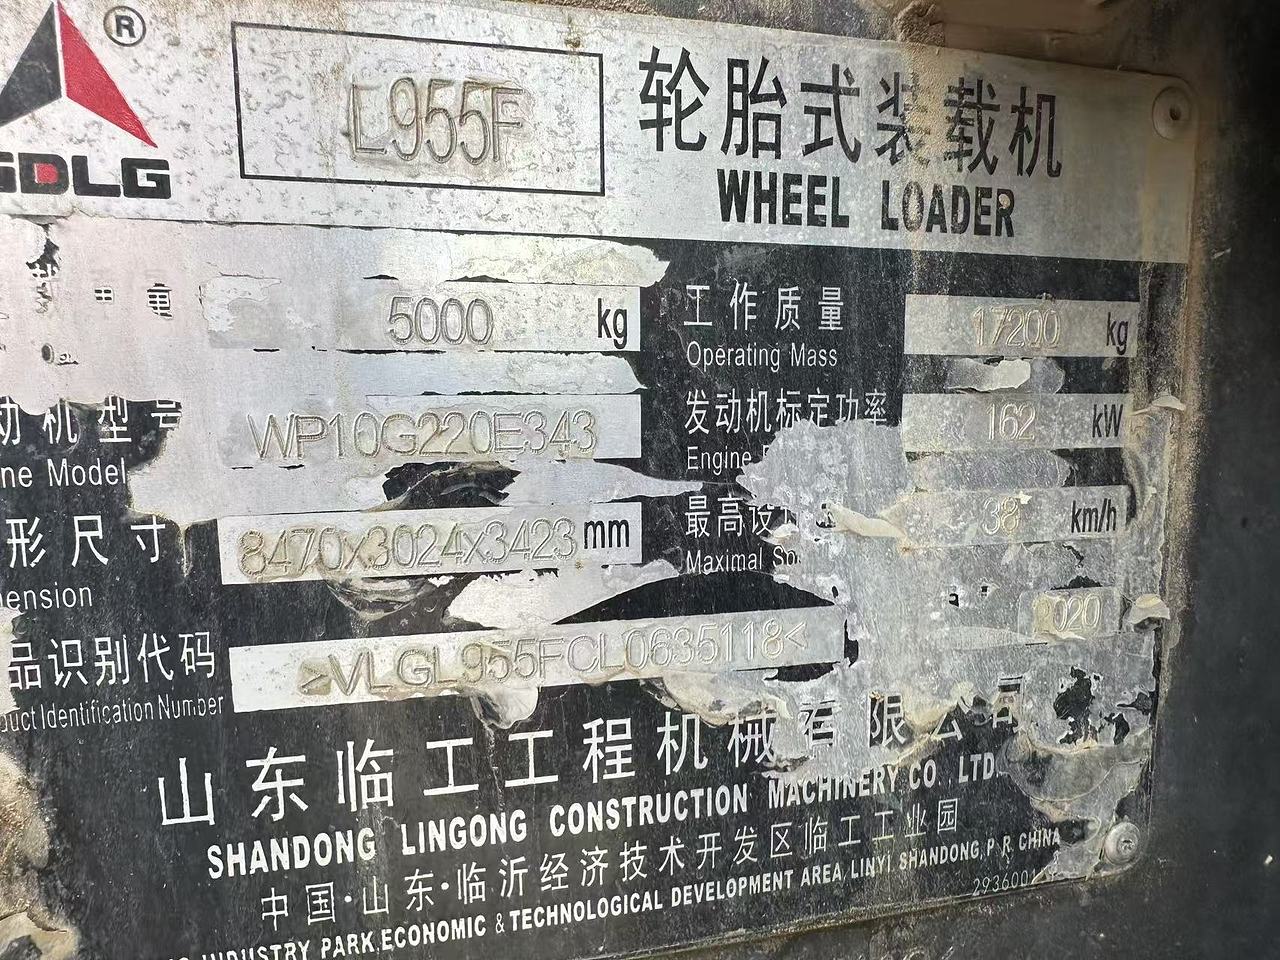 ®
L955F
轮胎式装载机
SDLG
WHEEL LOADER
5000 kg
工作质量 17200 kg
Operating Mass
动机型号 WP10G220E343
发动机标定功率 162 kW
ne Model
Engine
形尺寸 8470x3024x3423 mm
最高设 38 km/h
ension
Maximal
020
品识别代码 >VLGL955FCL0635118<
uct Identification Number
山东临工工程机械有限公司
SHANDONG LINGONG CONSTRUCTION MACHINERY CO., LTD.
中国·山东·临沂经济技术开发区临工工业园
INDUSTRY PARK,ECONOMIC & TECHNOLOGICAL DEVELOPMENT AREA, LINYI SHANDONG, P. R. CHINA
2936001